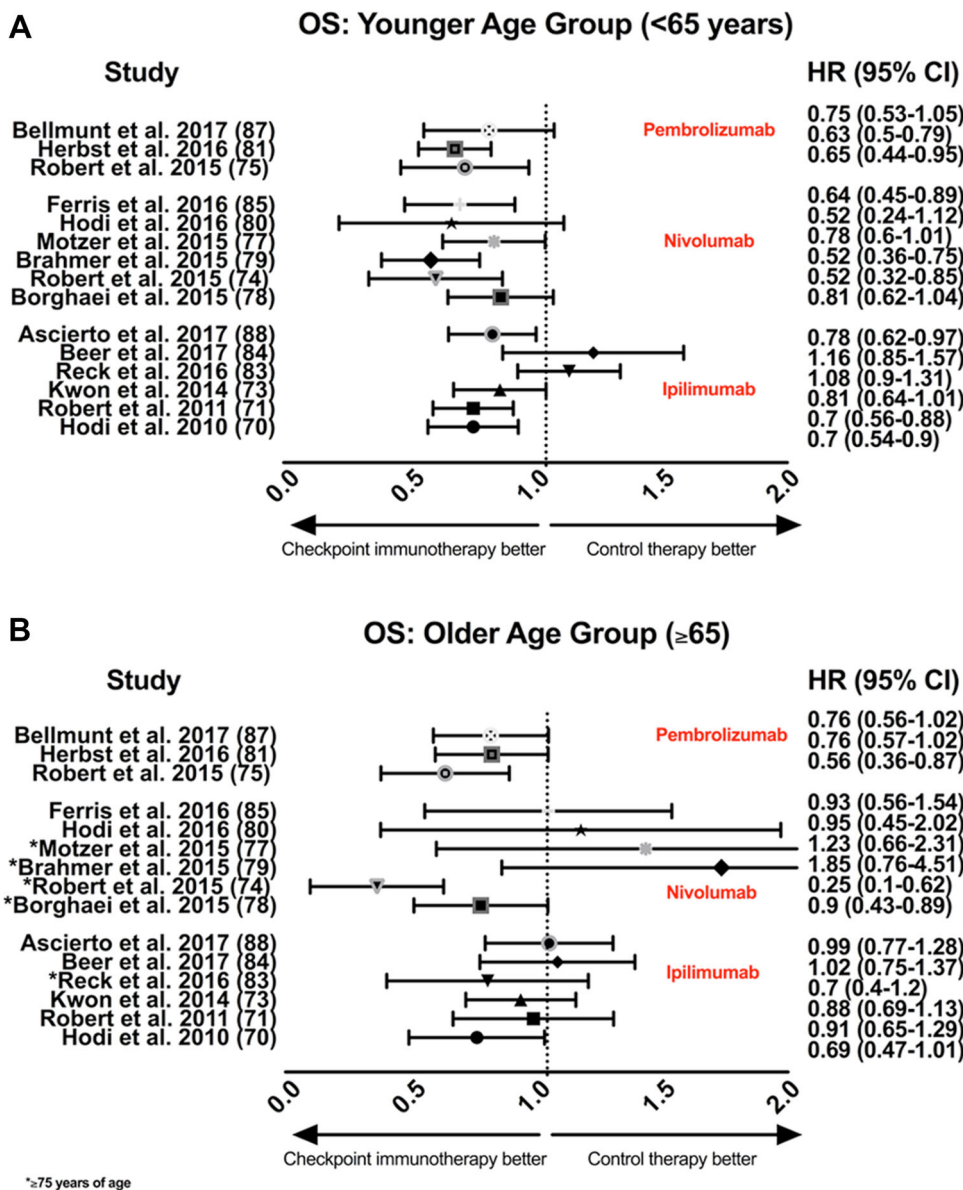 A
OS: Younger Age Group (<65 years)
Study
HR (95% CI)
Bellmunt et al. 2017 (87)
Herbst et al. 2016 (81)
Robert et al. 2015 (75)
Pembrolizumab
0.75 (0.53-1.05)
0.63 (0.5-0.79)
0.65 (0.44-0.95)
Ferris et al. 2016 (85)
Hodi et al. 2016 (80)
Motzer et al. 2015 (77)
Brahmer et al. 2015 (79)
Robert et al. 2015 (74)
Borghaei et al. 2015 (78)
Nivolumab
0.64 (0.45-0.89)
0.52 (0.24-1.12)
0.78 (0.6-1.01)
0.52 (0.36-0.75)
0.52 (0.32-0.85)
0.81 (0.62-1.04)
Ascierto et al. 2017 (88)
Beer et al. 2017 (84)
Reck et al. 2016 (83)
Kwon et al. 2014 (73)
Robert et al. 2011 (71)
Hodi et al. 2010 (70)
Ipilimumab
0.78 (0.62-0.97)
1.16 (0.85-1.57)
1.08 (0.9-1.31)
0.81 (0.64-1.01)
0.7 (0.56-0.88)
0.7 (0.54-0.9)
0.0 0.5 1.0 1.5 2.0
Checkpoint immunotherapy better
Control therapy better
B
OS: Older Age Group (≥65)
Study
HR (95% CI)
Bellmunt et al. 2017 (87)
Herbst et al. 2016 (81)
Robert et al. 2015 (75)
Pembrolizumab
0.76 (0.56-1.02)
0.76 (0.57-1.02)
0.56 (0.36-0.87)
Ferris et al. 2016 (85)
Hodi et al. 2016 (80)
*Motzer et al. 2015 (77)
*Brahmer et al. 2015 (79)
*Robert et al. 2015 (74)
*Borghaei et al. 2015 (78)
Nivolumab
0.93 (0.56-1.54)
0.95 (0.45-2.02)
1.23 (0.66-2.31)
1.85 (0.76-4.51)
0.25 (0.1-0.62)
0.9 (0.43-0.89)
Ascierto et al. 2017 (88)
Beer et al. 2017 (84)
*Reck et al. 2016 (83)
Kwon et al. 2014 (73)
Robert et al. 2011 (71)
Hodi et al. 2010 (70)
Ipilimumab
0.99 (0.77-1.28)
1.02 (0.75-1.37)
0.7 (0.4-1.2)
0.88 (0.69-1.13)
0.91 (0.65-1.29)
0.69 (0.47-1.01)
0.0 0.5 1.0 1.5 2.0
Checkpoint immunotherapy better
Control therapy better
*≥75 years of age